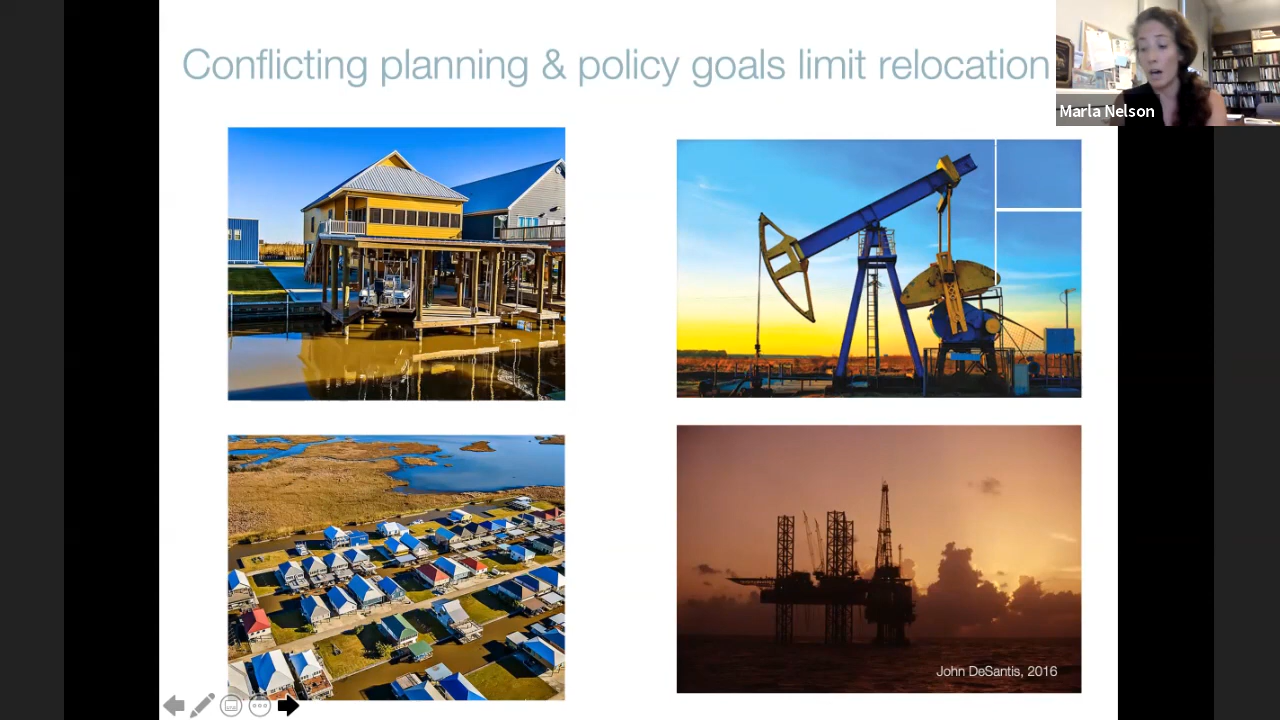 Conflicting planning & policy goals limit relocation
Marla Nelson
John DeSantis, 2016